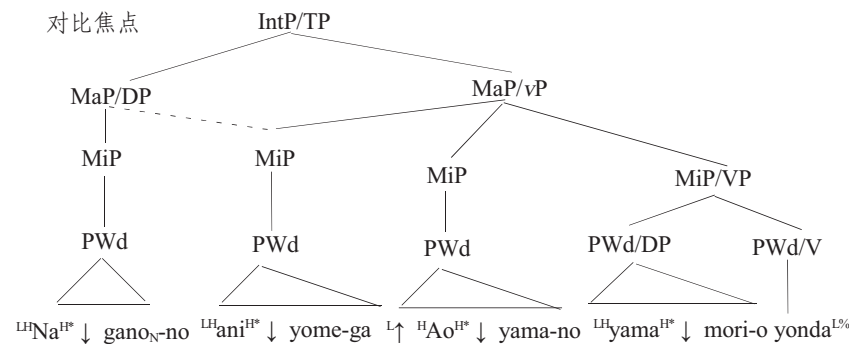 对比焦点
IntP/TP
MaP/DP MaP/vP
MiP MiP MiP MiP/VP
PWd PWd PWd PWd/DP PWd/V
ᴸᴴNaᴴ* ↓ ganoɴ-no ᴸᴴaniᴴ* ↓ yome-ga ᴸ↑ ᴴAoᴴ* ↓ yama-no ᴸᴴyamaᴴ* ↓ mori-o yondaᴸ%